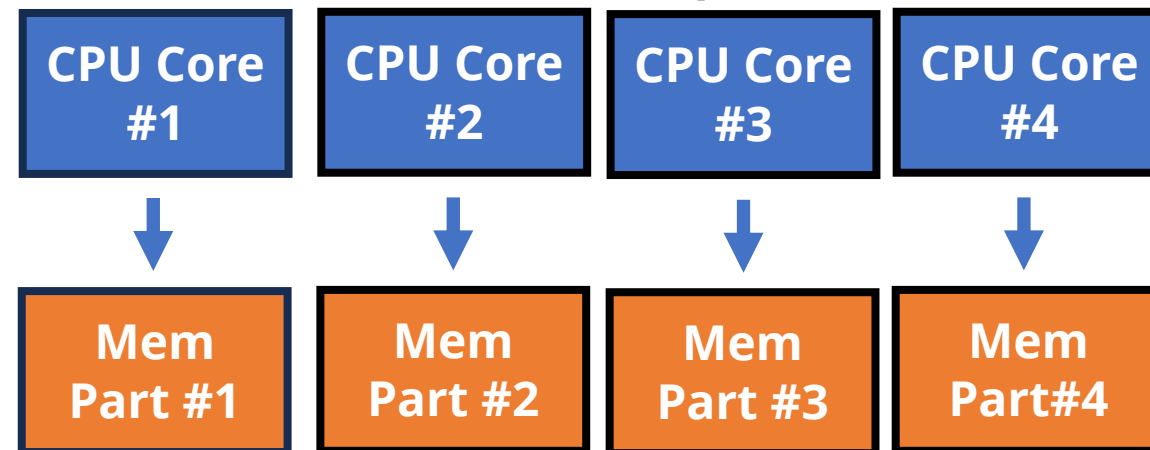 CPU Core
#1
CPU Core
#2
CPU Core
#3
CPU Core
#4
Mem
Part #1
Mem
Part #2
Mem
Part #3
Mem
Part#4